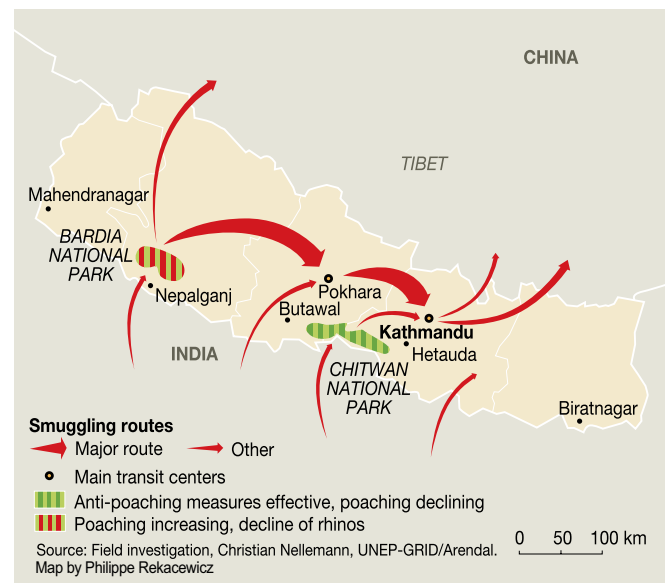 CHINA
TIBET
Mahendranagar
BARDIA
NATIONAL
PARK
Nepalganj
Pokhara
Butawal
Kathmandu
Hetauda
INDIA
CHITWAN
NATIONAL
PARK
Biratnagar
Smuggling routes
Major route
Other
Main transit centers
Anti-poaching measures effective, poaching declining
Poaching increasing, decline of rhinos
0 50 100 km
Source: Field investigation, Christian Nellemann, UNEP-GRID/Arendal.
Map by Philippe Rekacewicz